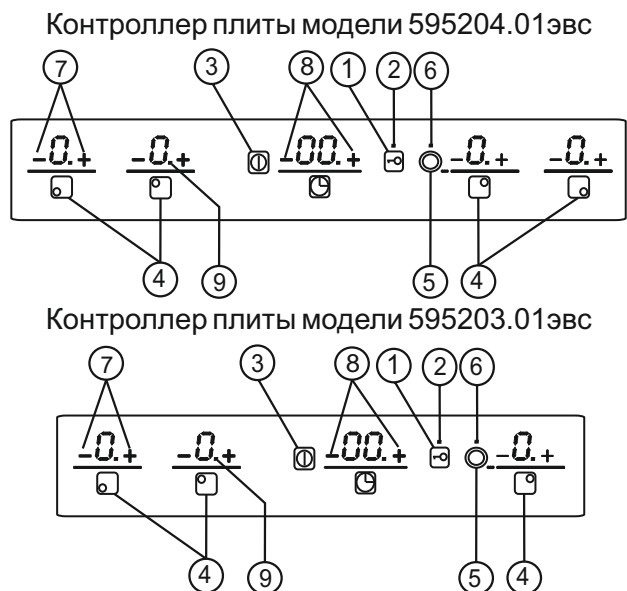 Контроллер плиты модели 595204.01эвс
7 3 8 1 2 6
-0.+ -0.+ -00.+ -0.+ -0.+
4 9 5 4
Контроллер плиты модели 595203.01эвс
7 3 8 1 2 6
-0.+ -0.+ -00.+ -0.+
4 9 5 4